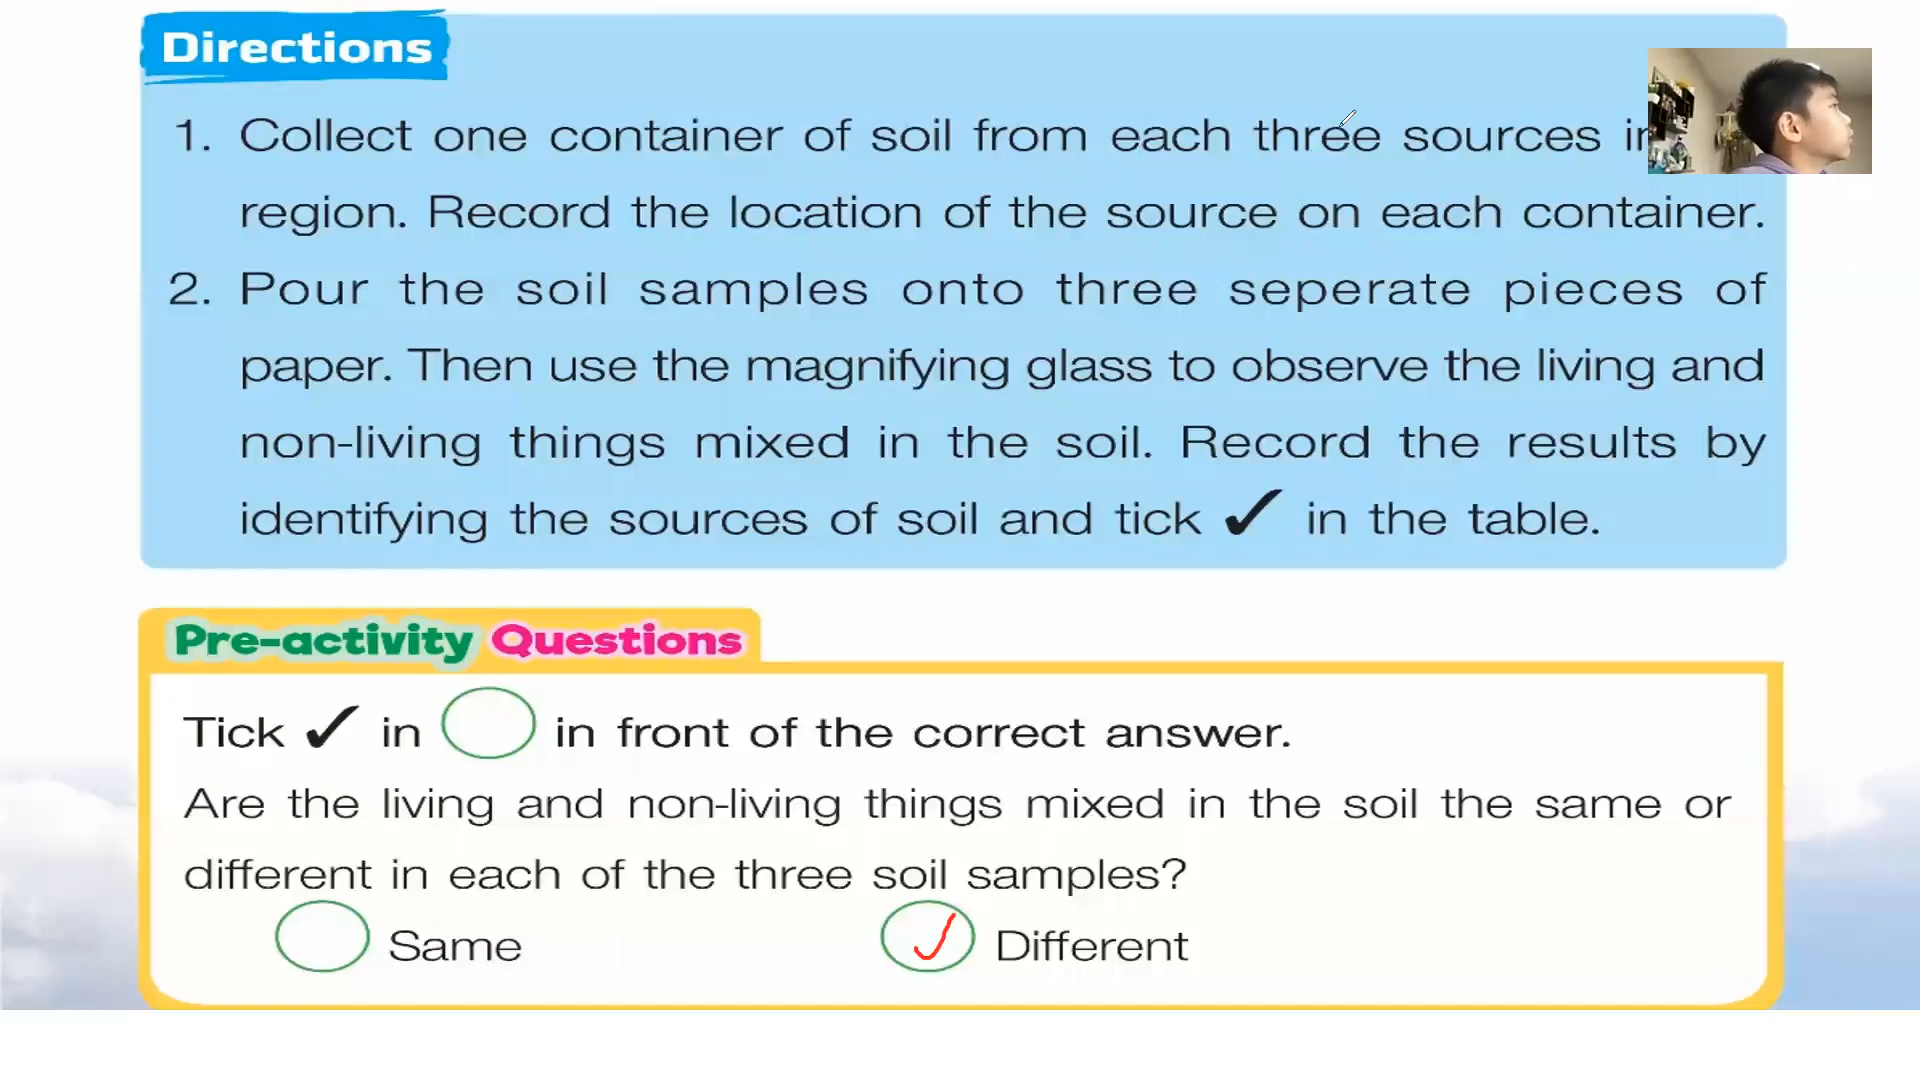 Directions
1. Collect one container of soil from each three sources
region. Record the location of the source on each container.
2. Pour the soil samples onto three seperate pieces of
paper. Then use the magnifying glass to observe the living and
non-living things mixed in the soil. Record the results by
identifying the sources of soil and tick ✓ in the table.
Pre-activity Questions
Tick ✓ in in front of the correct answer.
Are the living and non-living things mixed in the soil the same or
different in each of the three soil samples?
Same ✓ Different